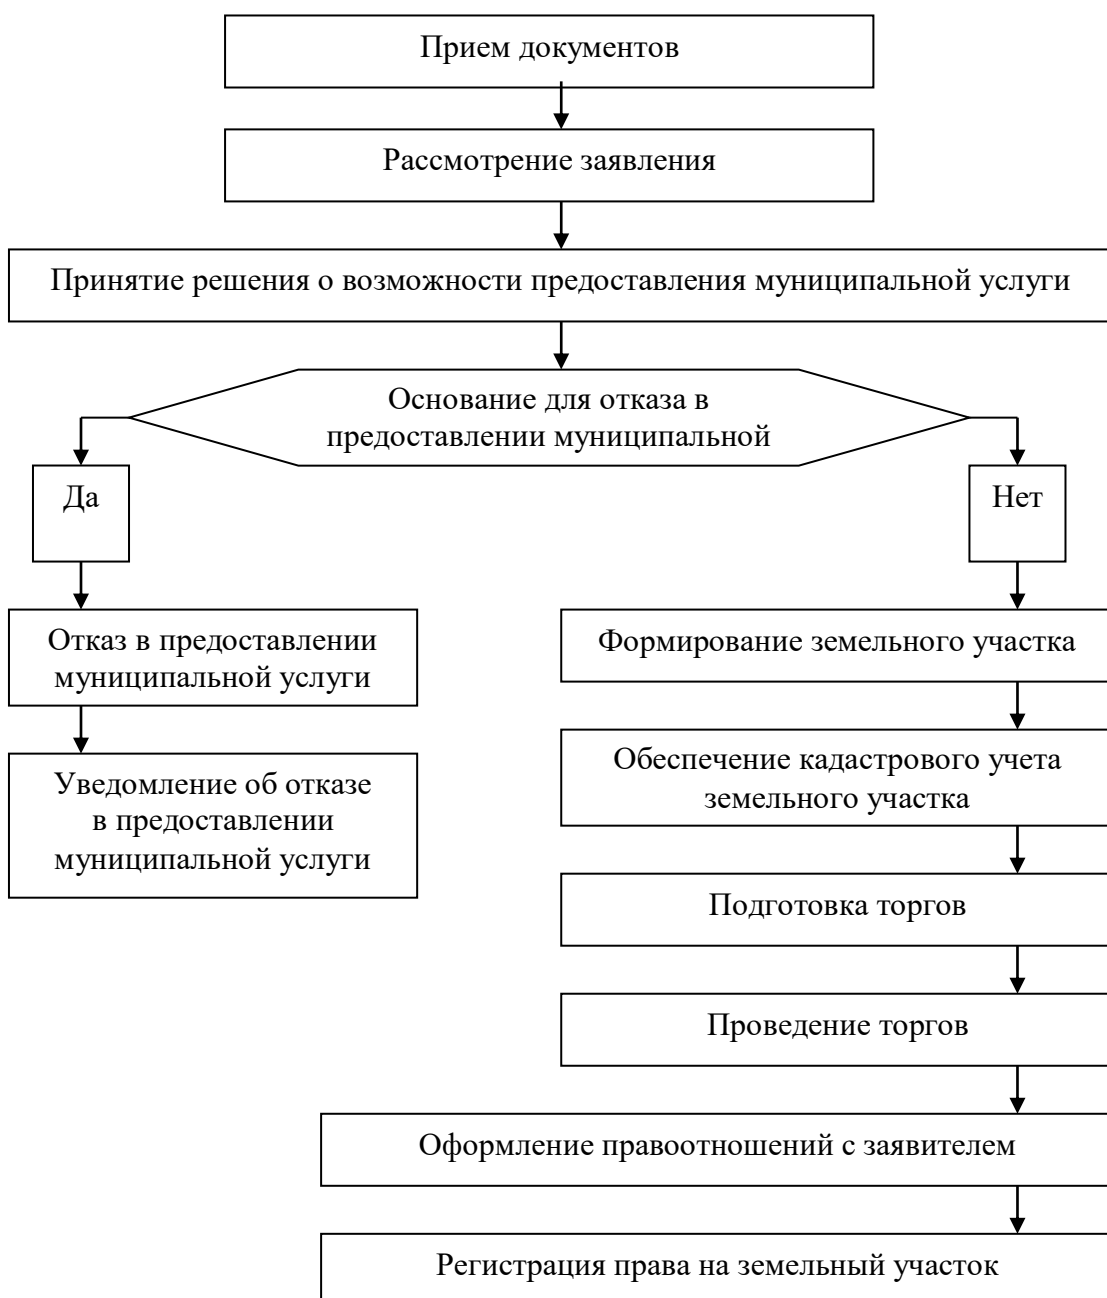 Прием документов
Рассмотрение заявления
Принятие решения о возможности предоставления муниципальной услуги
Основание для отказа в
предоставлении муниципальной
Да
Нет
Отказ в предоставлении
муниципальной услуги
Уведомление об отказе
в предоставлении
муниципальной услуги
Формирование земельного участка
Обеспечение кадастрового учета
земельного участка
Подготовка торгов
Проведение торгов
Оформление правоотношений с заявителем
Регистрация права на земельный участок